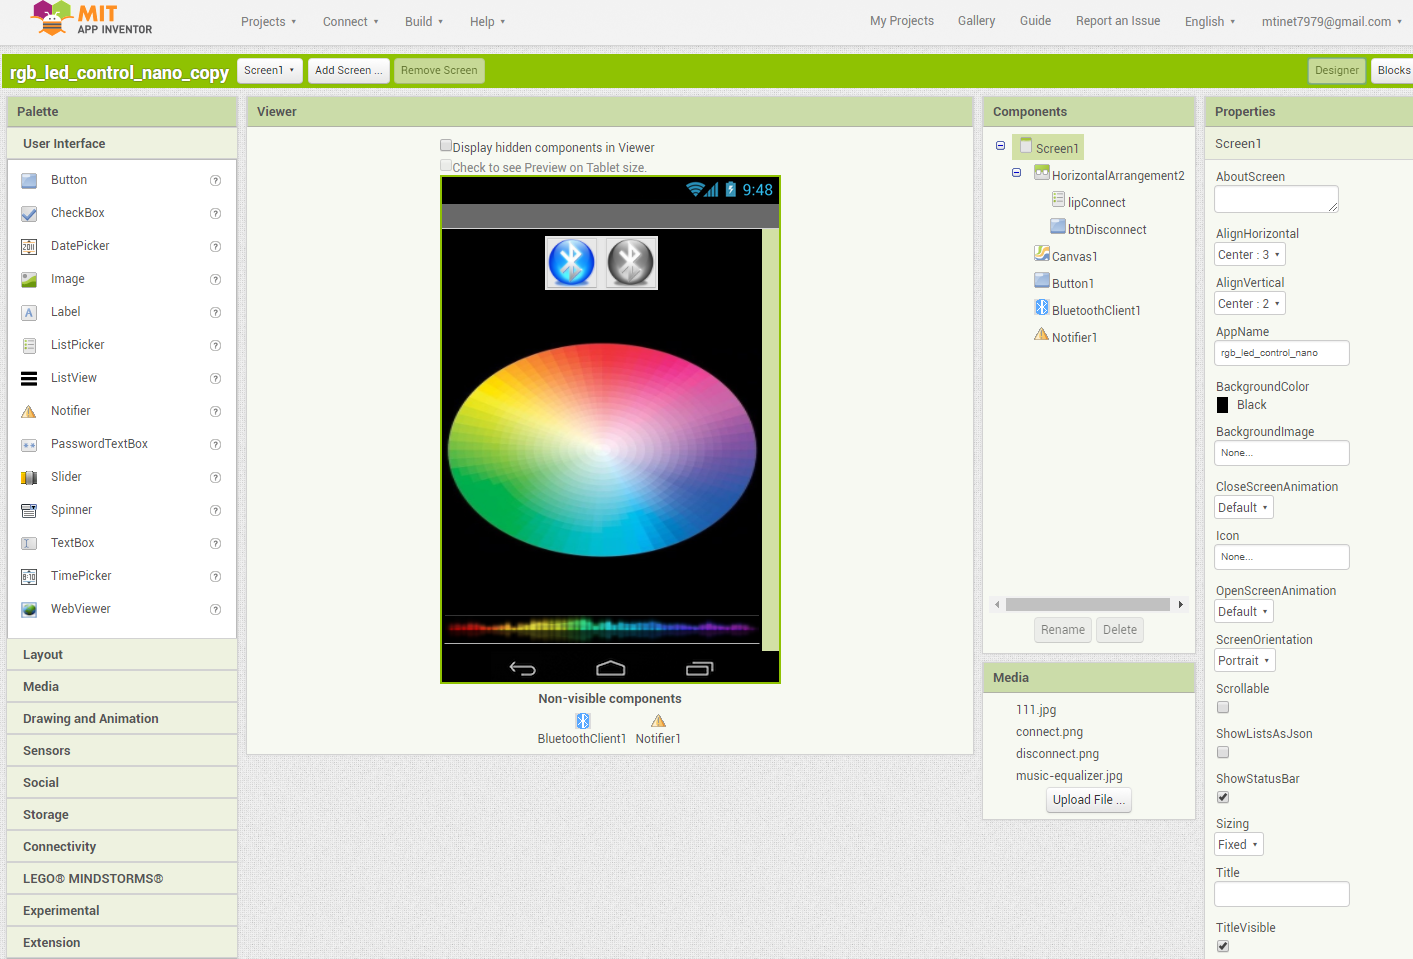 MIT
APP INVENTOR
Projects
Connect
Build
Help
My Projects
Gallery
Guide
Report an Issue
English
mtinet7979@gmail.com
rgb_led_control_nano_copy
Screen1
Add Screen ...
Remove Screen
Designer
Blocks
Palette
User Interface
Button
?
CheckBox
?
DatePicker
?
Image
?
Label
?
ListPicker
?
ListView
?
Notifier
?
PasswordTextBox
?
Slider
?
Spinner
?
TextBox
?
TimePicker
?
WebViewer
?
Layout
Media
Drawing and Animation
Sensors
Social
Storage
Connectivity
LEGO® MINDSTORMS®
Experimental
Extension
Viewer
Display hidden components in Viewer
Check to see Preview on Tablet size.
9:48
Non-visible components
BluetoothClient1
Notifier1
Components
Screen1
HorizontalArrangement2
lipConnect
btnDisconnect
Canvas1
Button1
BluetoothClient1
Notifier1
Rename
Delete
Media
111.jpg
connect.png
disconnect.png
music-equalizer.jpg
Upload File ...
Properties
Screen1
AboutScreen
AlignHorizontal
Center : 3
AlignVertical
Center : 2
AppName
rgb_led_control_nano
BackgroundColor
Black
BackgroundImage
None...
CloseScreenAnimation
Default
Icon
None...
OpenScreenAnimation
Default
ScreenOrientation
Portrait
Scrollable
ShowListsAsJson
ShowStatusBar
Sizing
Fixed
Title
TitleVisible